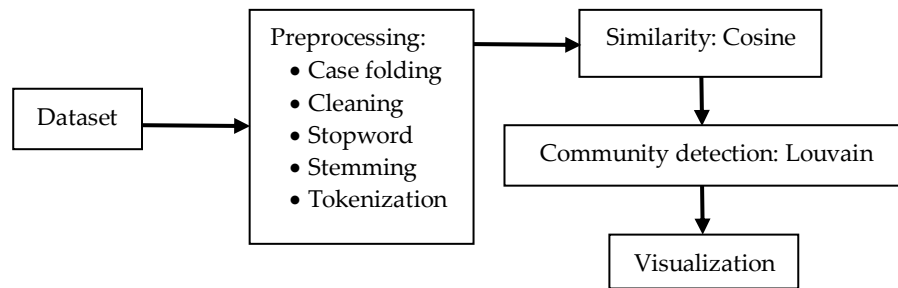 Dataset
Preprocessing:
• Case folding
• Cleaning
• Stopword
• Stemming
• Tokenization
Similarity: Cosine
Community detection: Louvain
Visualization